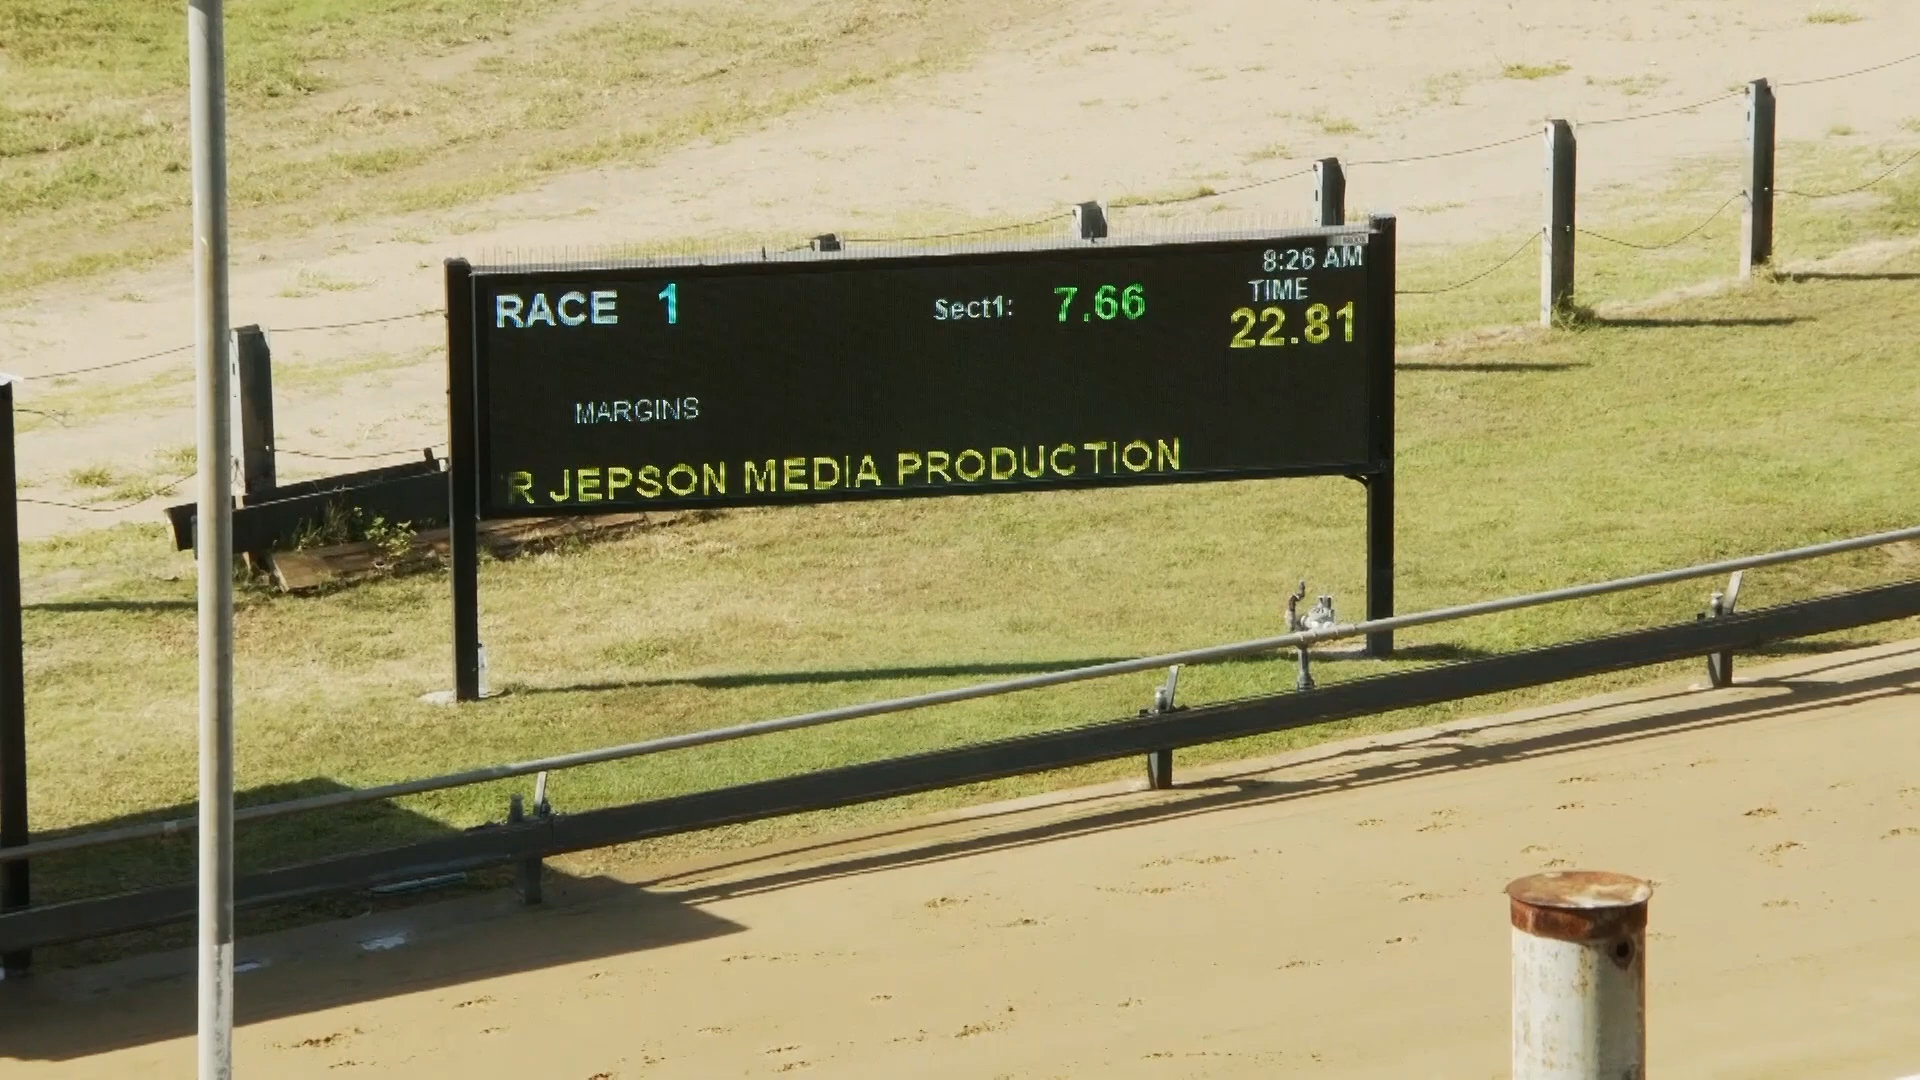 8:26 AM
RACE 1 Sect1: 7.66 TIME
22.81
MARGINS
R JEPSON MEDIA PRODUCTION